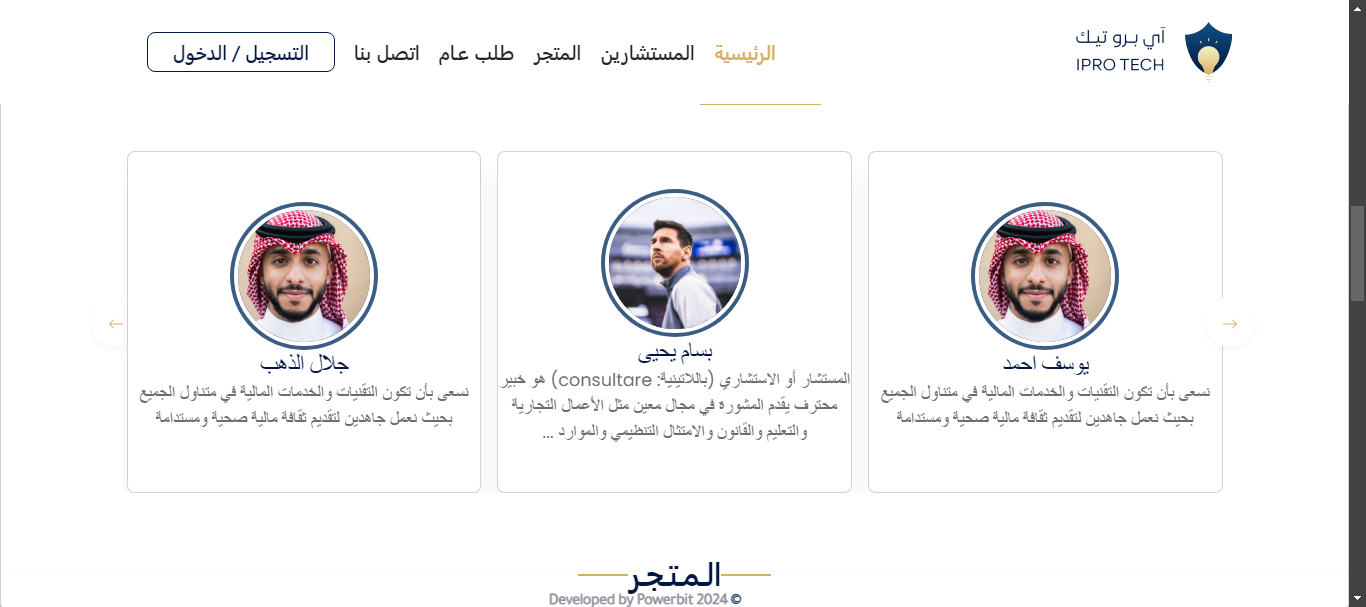 آي برو تيك
IPRO TECH
الرئيسية
المستشارين
المتجر
طلب عام
اتصل بنا
التسجيل / الدخول
يوسف احمد
نسعى بأن تكون التقنيات والخدمات المالية في متناول الجميع
بحيث نعمل جاهدين لتقديم ثقافة مالية صحية ومستدامة
بسام يحيى
المستشار أو الاستشاري (باللاتينية: consultare) هو خبير
محترف يقدم المشورة في مجال معين مثل الأعمال التجارية
والتعليم والقانون والامتثال التنظيمي والموارد ...
جلال الذهب
نسعى بأن تكون التقنيات والخدمات المالية في متناول الجميع
بحيث نعمل جاهدين لتقديم ثقافة مالية صحية ومستدامة
المتجر
Developed by Powerbit 2024 ©